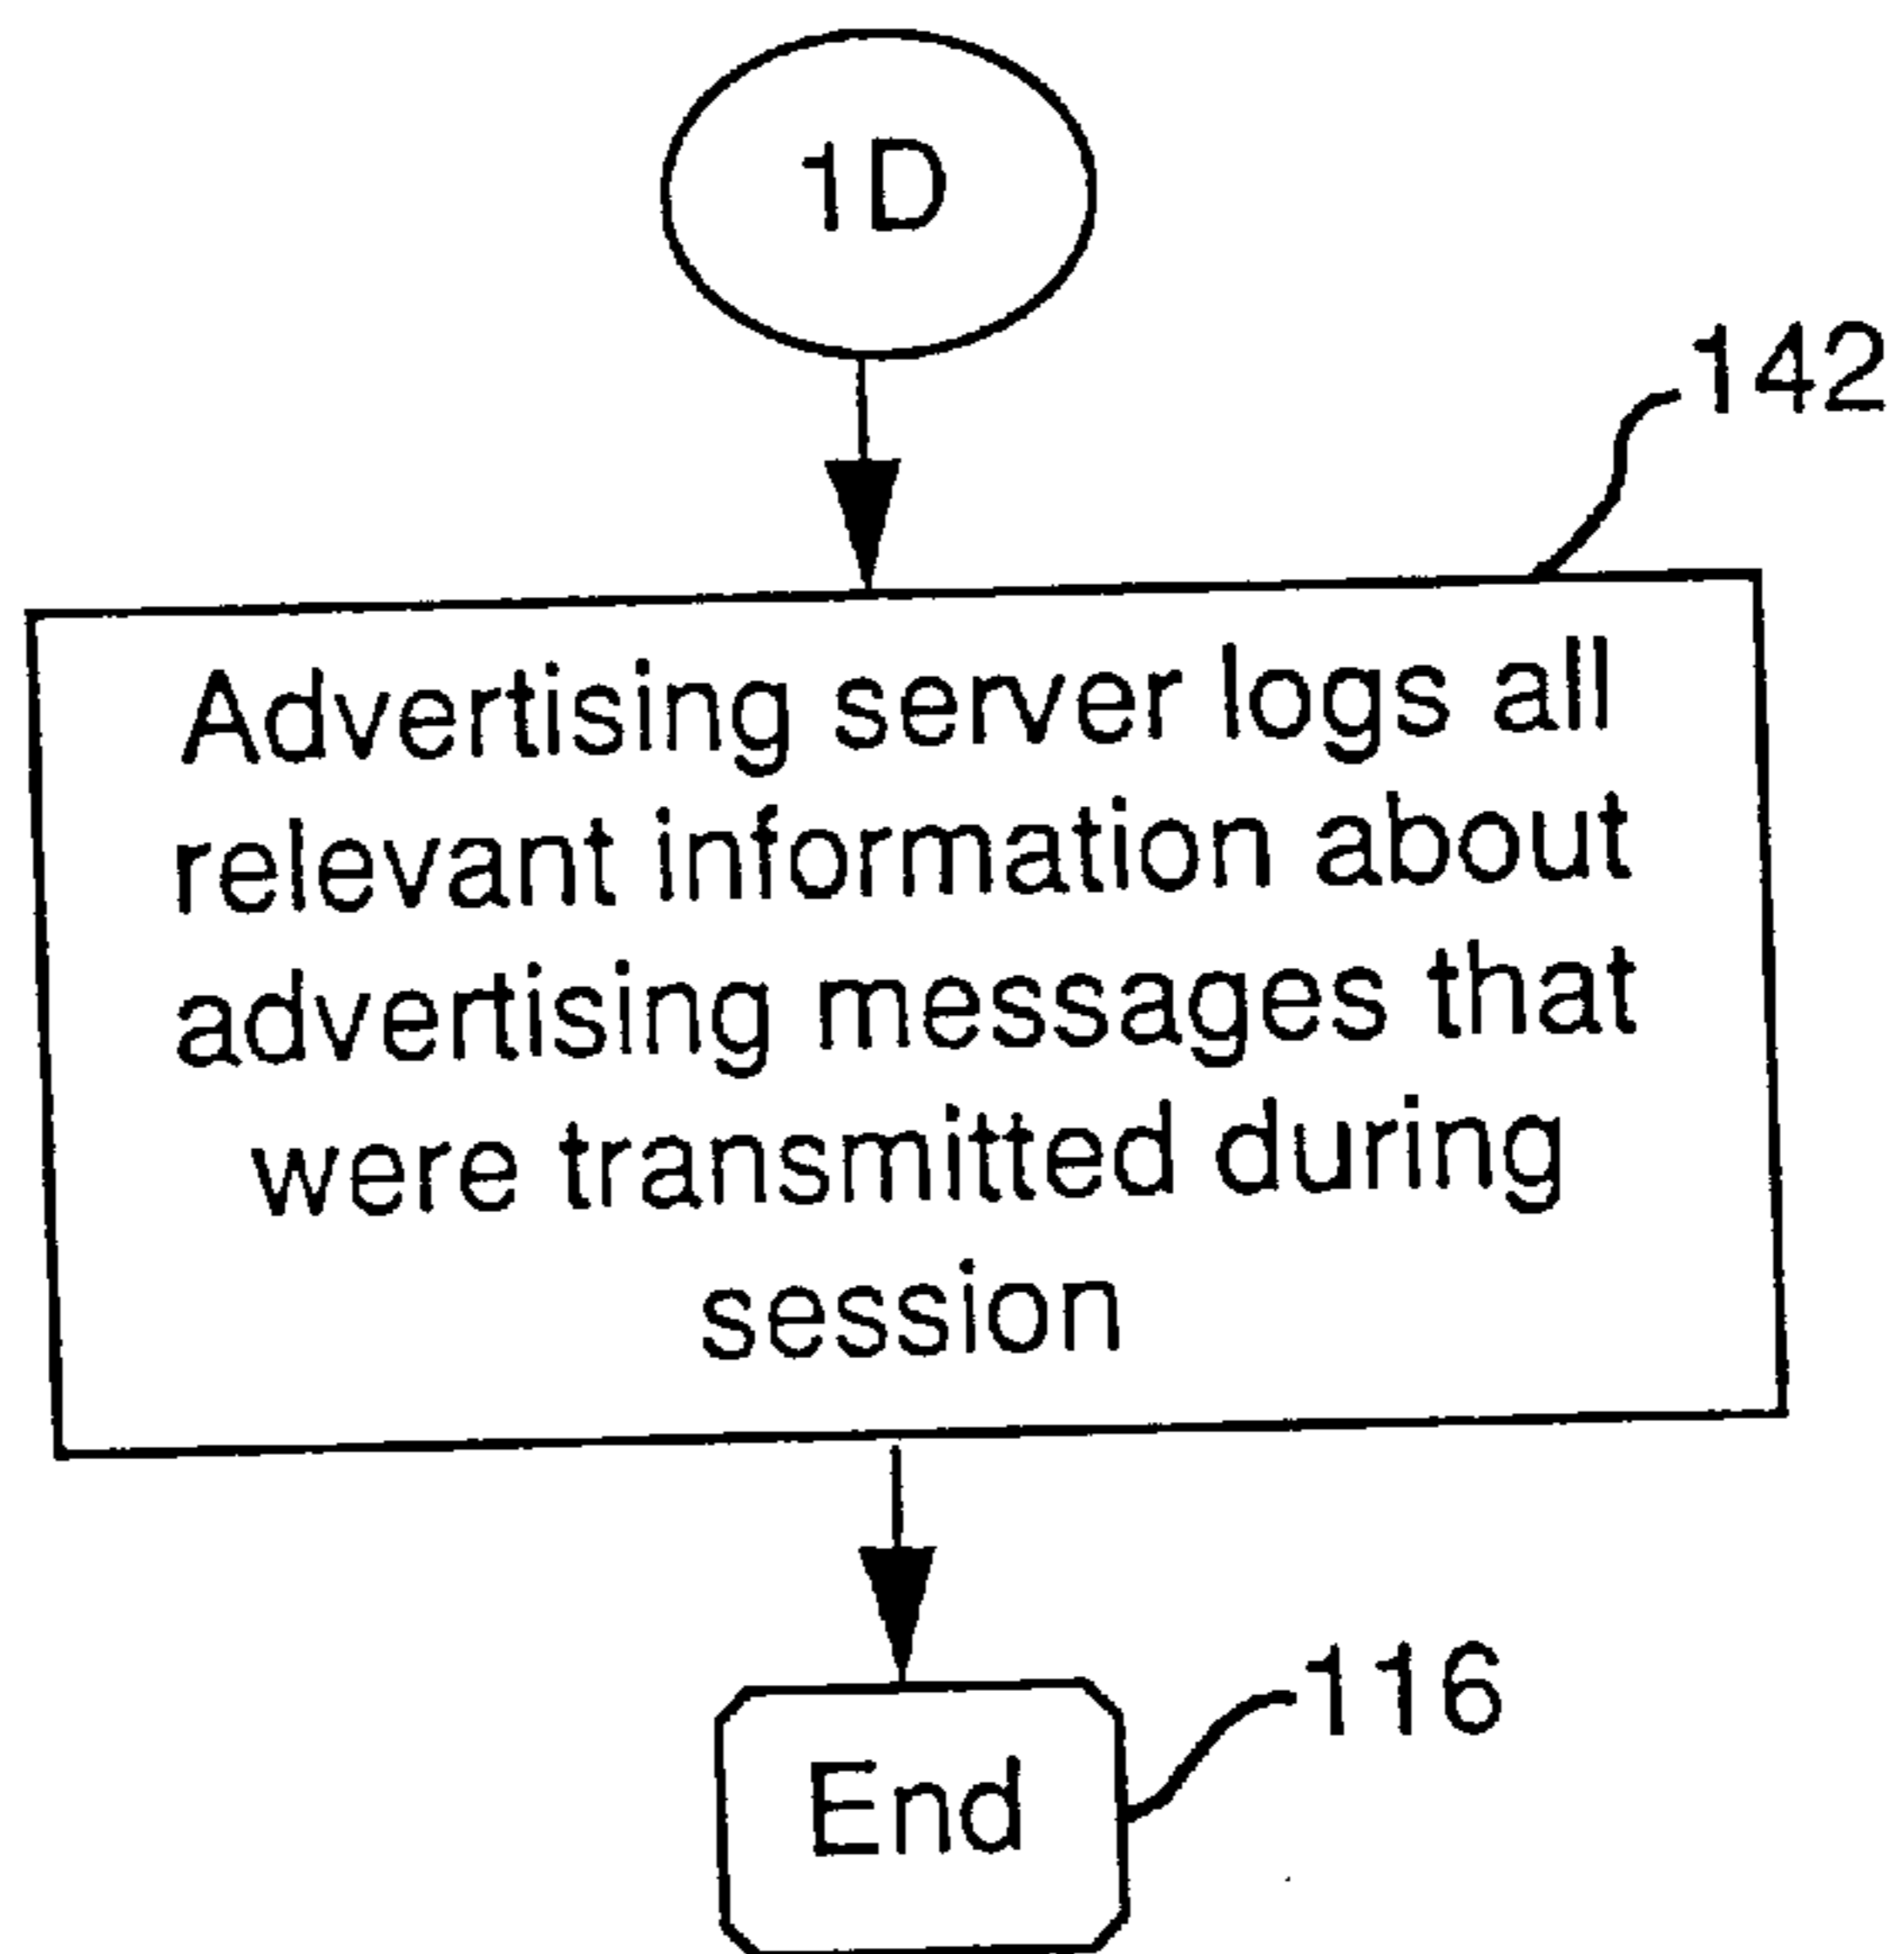 1D
142
Advertising server logs all
relevant information about
advertising messages that
were transmitted during
session
116
End